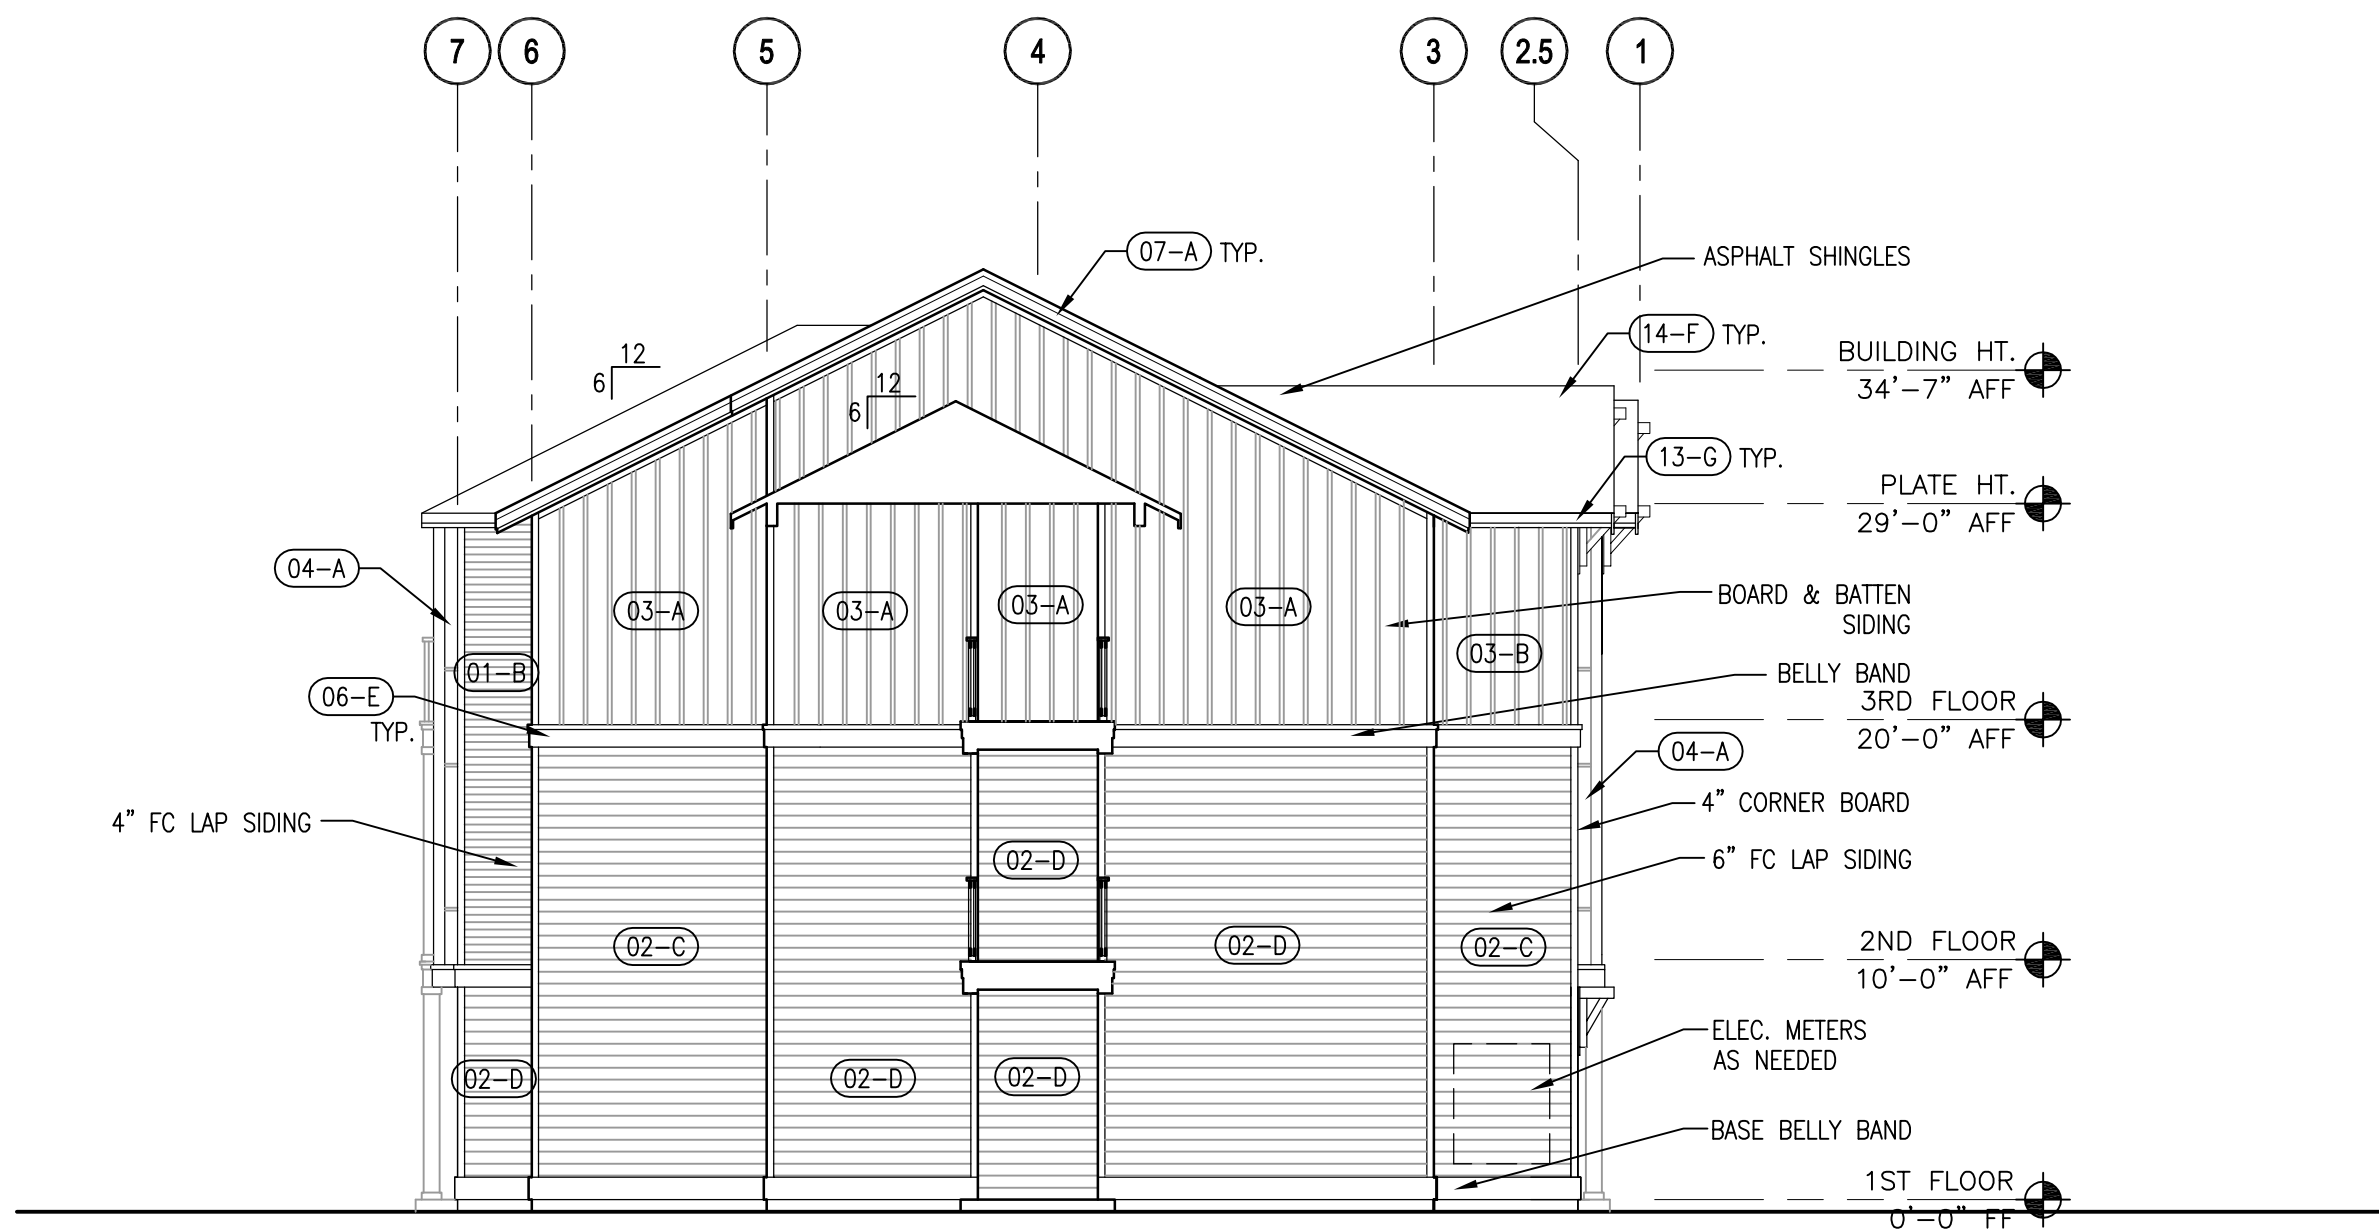 7 6 5 4 3 2.5 1
07-A TYP.
ASPHALT SHINGLES
14-F TYP.
12
6
12
6
BUILDING HT.
34'-7" AFF
13-G TYP.
PLATE HT.
29'-0" AFF
04-A
03-A 03-A 03-A 03-A
BOARD & BATTEN
SIDING
03-B
01-B
BELLY BAND
06-E
TYP.
3RD FLOOR
20'-0" AFF
04-A
4" CORNER BOARD
4" FC LAP SIDING
02-D
6" FC LAP SIDING
02-C 02-D 02-C
2ND FLOOR
10'-0" AFF
ELEC. METERS
AS NEEDED
02-D 02-D 02-D
BASE BELLY BAND
1ST FLOOR
0'-0" FF